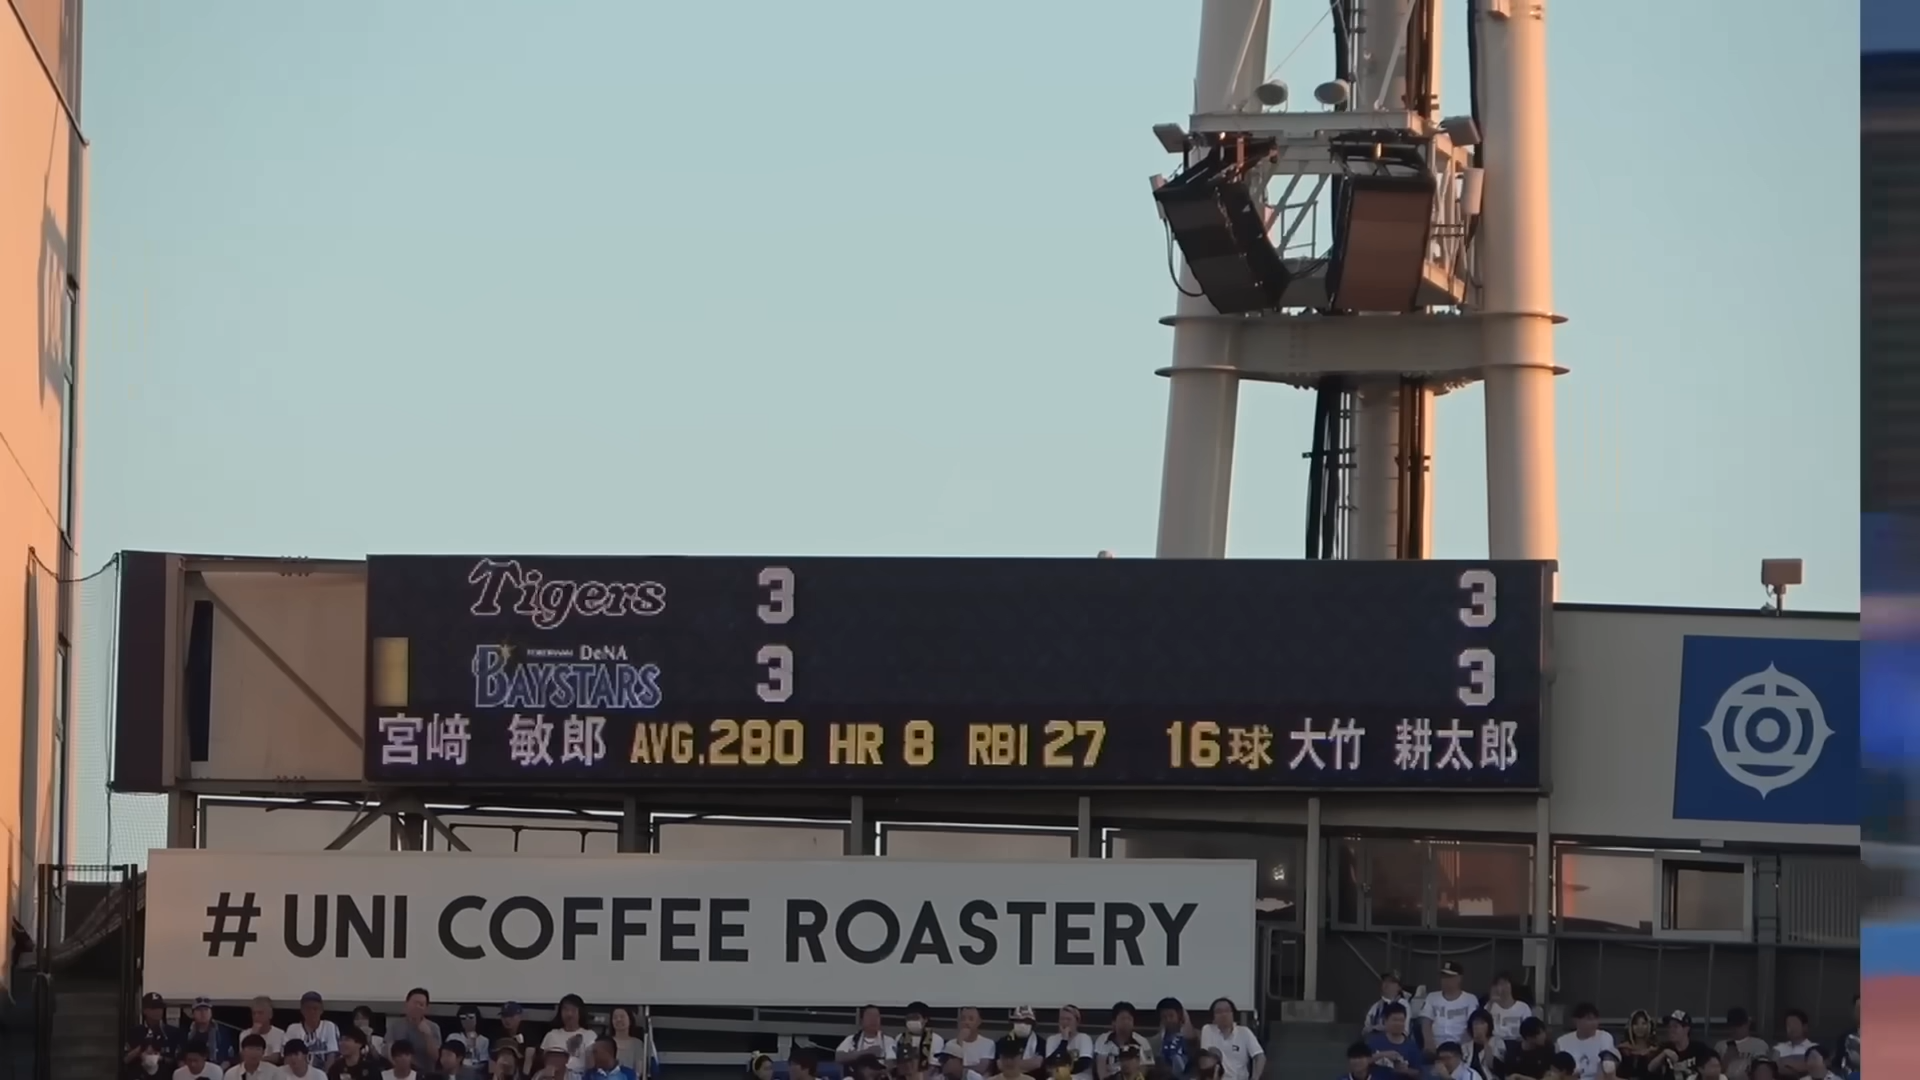 Tigers 3 3
YOKOHAMA DeNA
BAYSTARS 3 3
宮﨑 敏郎 AVG.280 HR 8 RBI 27 16球 大竹 耕太郎
# UNI COFFEE ROASTERY